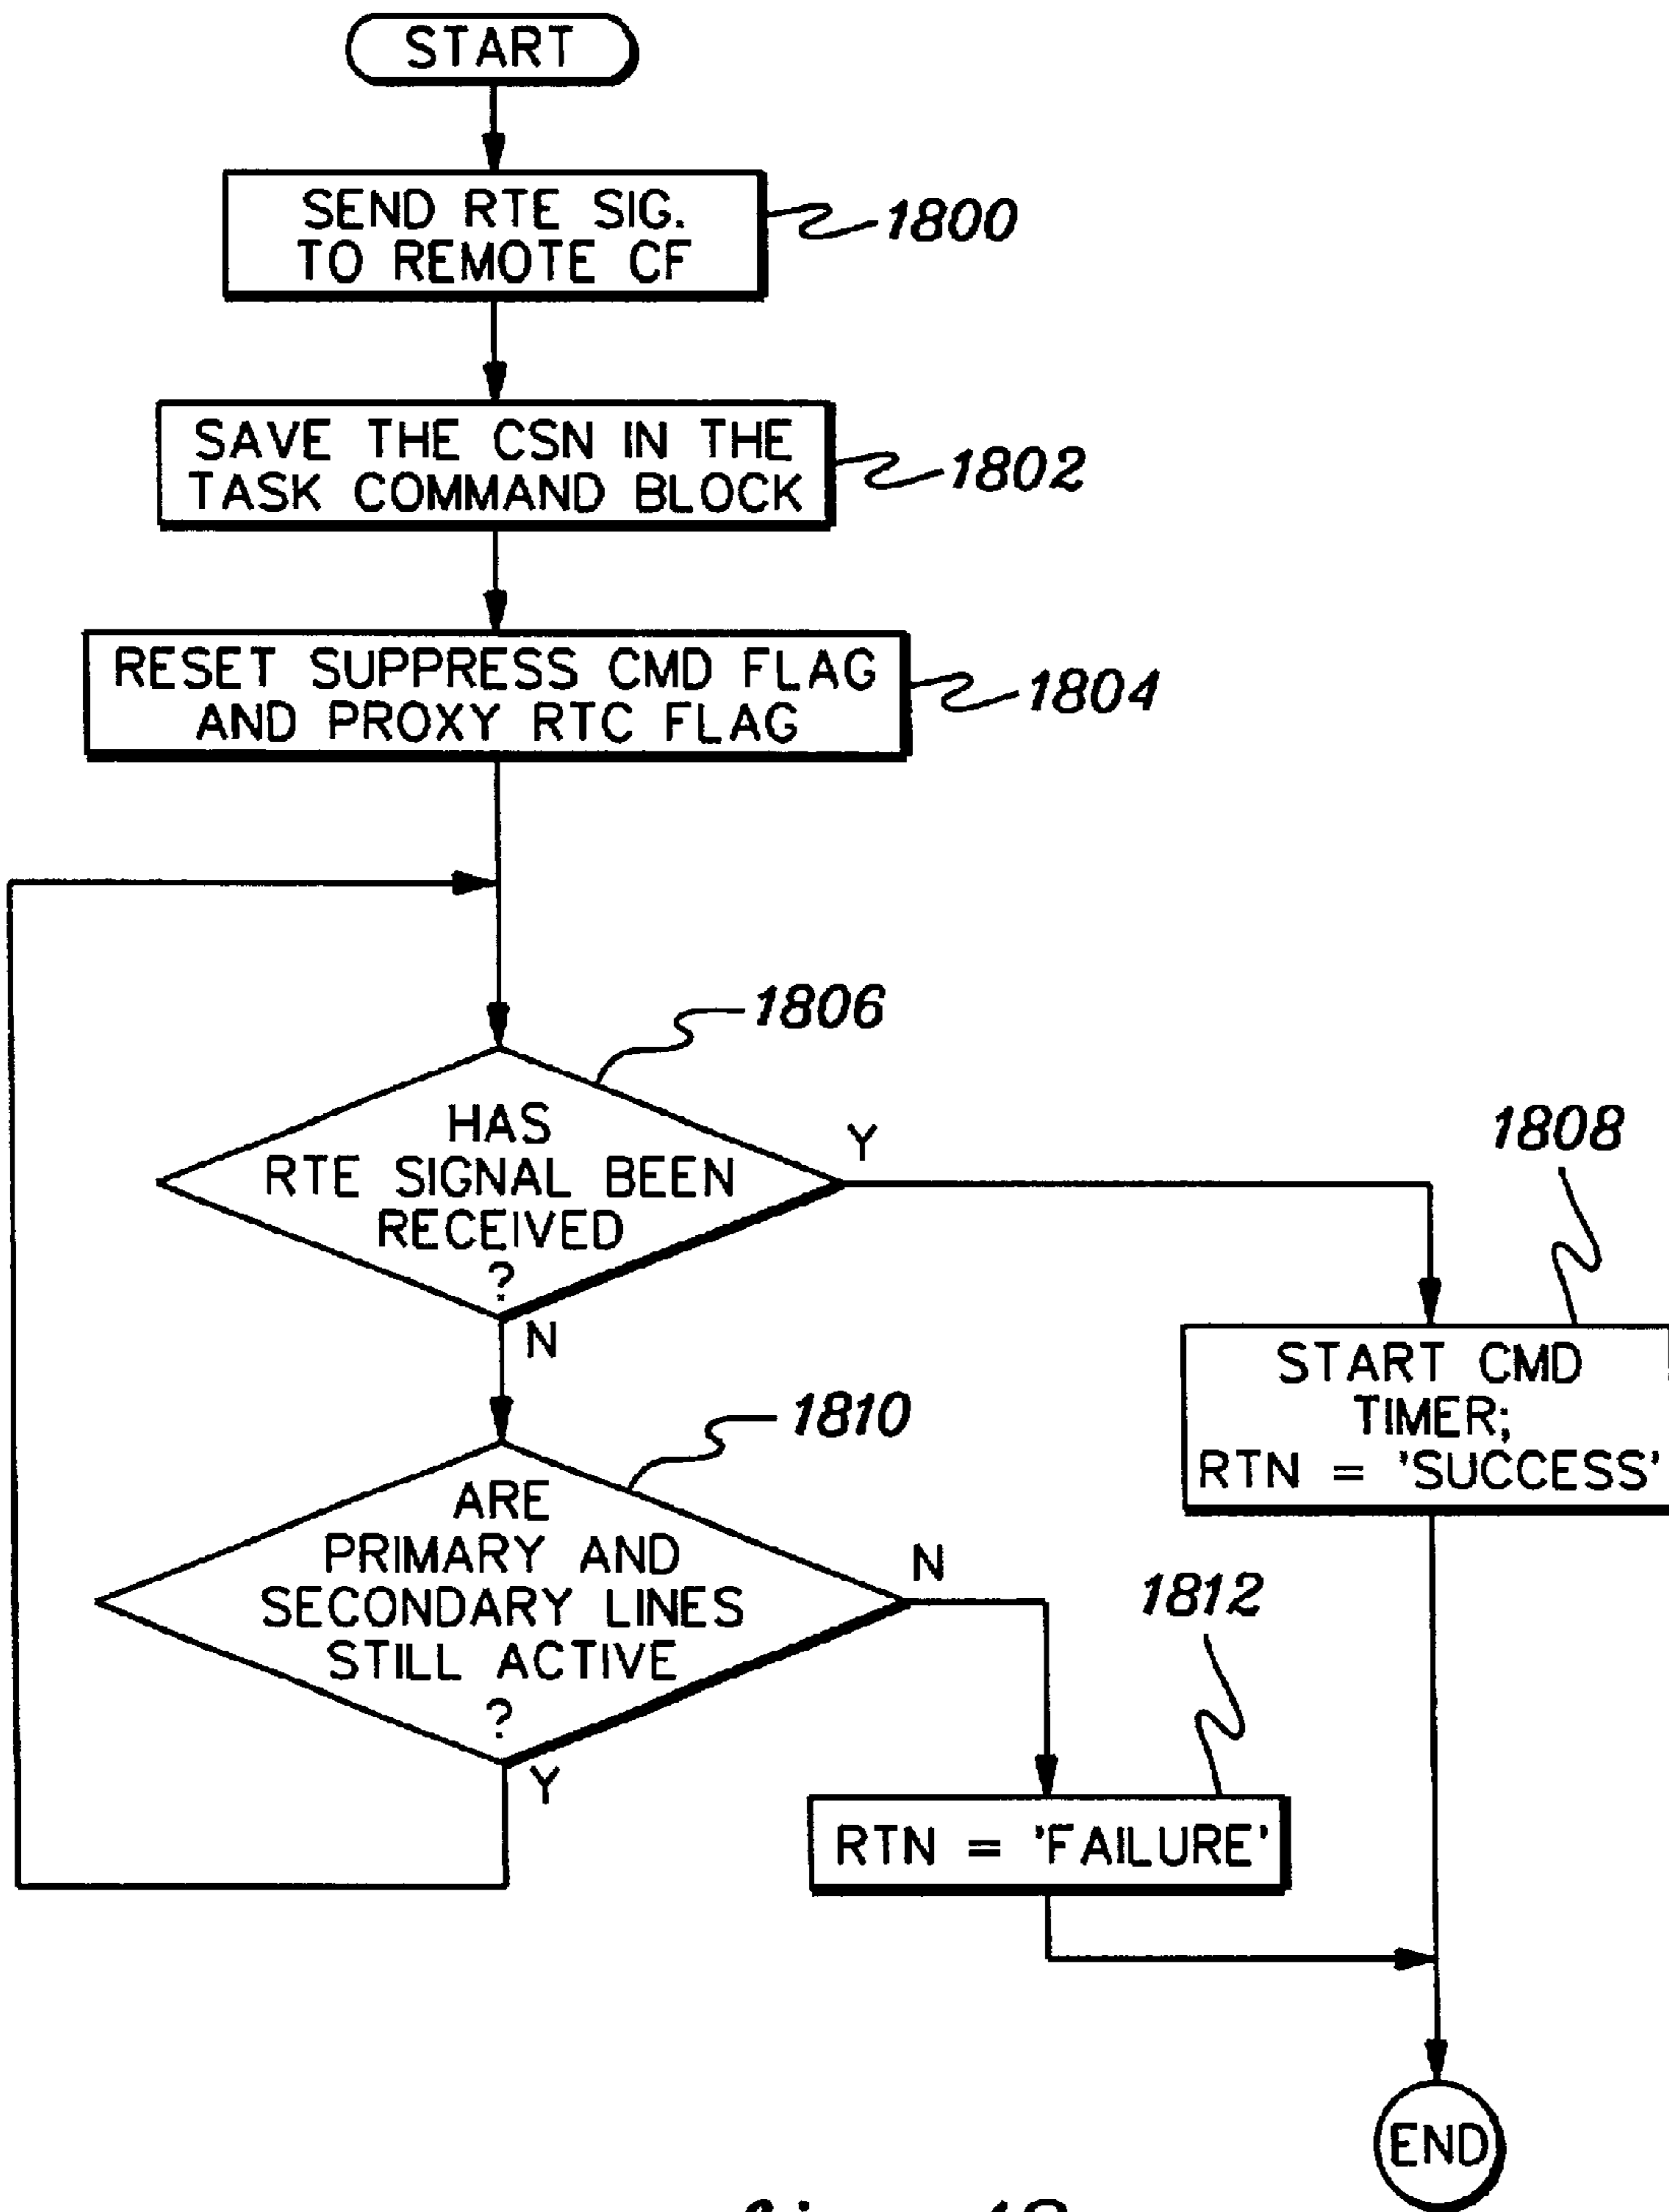 START
SEND RTE SIG.
TO REMOTE CF
1800
SAVE THE CSN IN THE
TASK COMMAND BLOCK
1802
RESET SUPPRESS CMD FLAG
AND PROXY RTC FLAG
1804
1806
HAS
RTE SIGNAL BEEN
RECEIVED
?
Y
N
1808
START CMD
TIMER;
RTN = 'SUCCESS'
1810
ARE
PRIMARY AND
SECONDARY LINES
STILL ACTIVE
?
N
Y
1812
RTN = 'FAILURE'
END